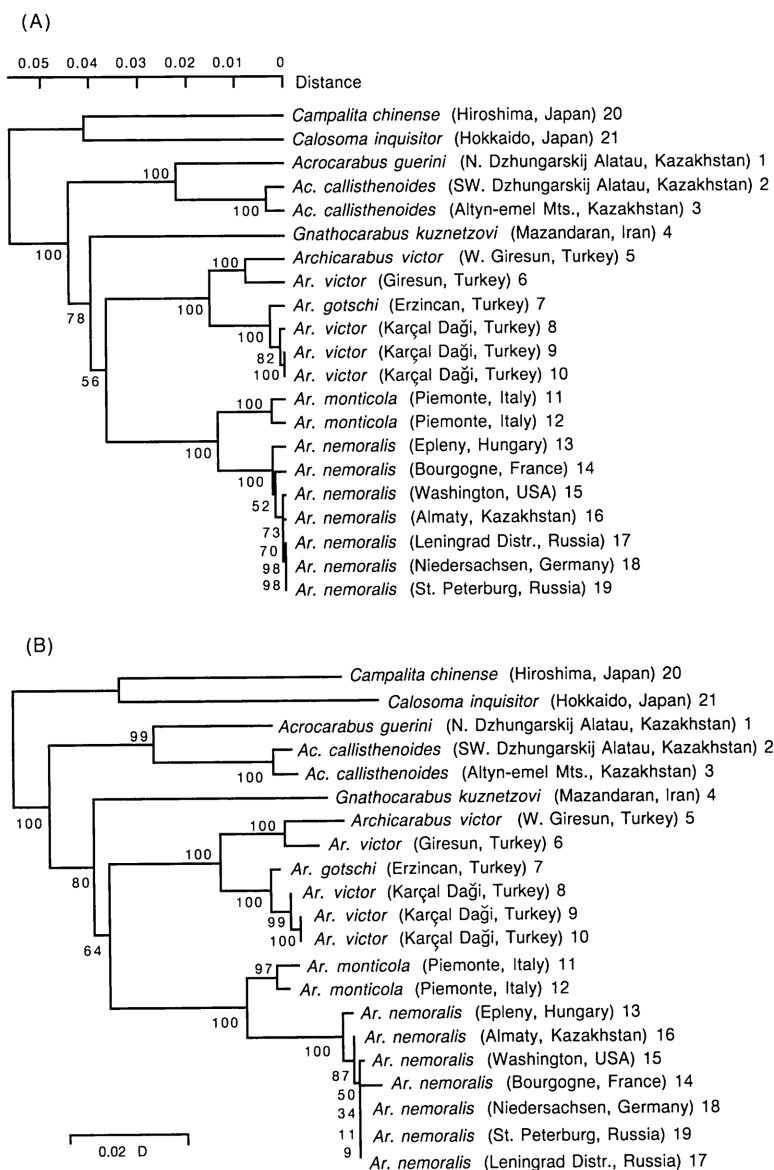 (A)
0.05 0.04 0.03 0.02 0.01 0
Distance
Campalita chinense (Hiroshima, Japan) 20
Calosoma inquisitor (Hokkaido, Japan) 21
Acrocarabus guerini (N. Dzhungarskij Alatau, Kazakhstan) 1
100
Ac. callisthenoides (SW. Dzhungarskij Alatau, Kazakhstan) 2
100
Ac. callisthenoides (Altyn-emel Mts., Kazakhstan) 3
Gnathocarabus kuznetzovi (Mazandaran, Iran) 4
100
Archicarabus victor (W. Giresun, Turkey) 5
100
Ar. victor (Giresun, Turkey) 6
Ar. gotschi (Erzincan, Turkey) 7
78
100
Ar. victor (Karçal Daği, Turkey) 8
82
Ar. victor (Karçal Daği, Turkey) 9
56
100
Ar. victor (Karçal Daği, Turkey) 10
Ar. monticola (Piemonte, Italy) 11
100
Ar. monticola (Piemonte, Italy) 12
Ar. nemoralis (Epleny, Hungary) 13
100
100
Ar. nemoralis (Bourgogne, France) 14
Ar. nemoralis (Washington, USA) 15
52
Ar. nemoralis (Almaty, Kazakhstan) 16
73
Ar. nemoralis (Leningrad Distr., Russia) 17
70
Ar. nemoralis (Niedersachsen, Germany) 18
98
Ar. nemoralis (St. Peterburg, Russia) 19
98
(B)
Campalita chinense (Hiroshima, Japan) 20
Calosoma inquisitor (Hokkaido, Japan) 21
Acrocarabus guerini (N. Dzhungarskij Alatau, Kazakhstan) 1
99
Ac. callisthenoides (SW. Dzhungarskij Alatau, Kazakhstan) 2
100
Ac. callisthenoides (Altyn-emel Mts., Kazakhstan) 3
Gnathocarabus kuznetzovi (Mazandaran, Iran) 4
100
Archicarabus victor (W. Giresun, Turkey) 5
100
Ar. victor (Giresun, Turkey) 6
100
Ar. gotschi (Erzincan, Turkey) 7
80
Ar. victor (Karçal Daği, Turkey) 8
100
Ar. victor (Karçal Daği, Turkey) 9
99
Ar. victor (Karçal Daği, Turkey) 10
100
64
Ar. monticola (Piemonte, Italy) 11
97
Ar. monticola (Piemonte, Italy) 12
Ar. nemoralis (Epleny, Hungary) 13
100
Ar. nemoralis (Almaty, Kazakhstan) 16
100
Ar. nemoralis (Washington, USA) 15
87
Ar. nemoralis (Bourgogne, France) 14
50
Ar. nemoralis (Niedersachsen, Germany) 18
34
Ar. nemoralis (St. Peterburg, Russia) 19
11
Ar. nemoralis (Leningrad Distr., Russia) 17
9
0.02 D